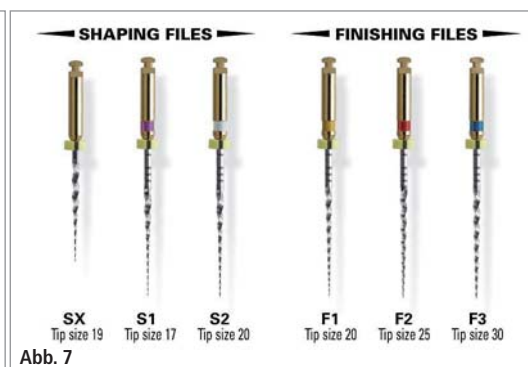 SHAPING FILES FINISHING FILES
SX S1 S2 F1 F2 F3
Tip size 19 Tip size 17 Tip size 20 Tip size 20 Tip size 25 Tip size 30
Abb. 7